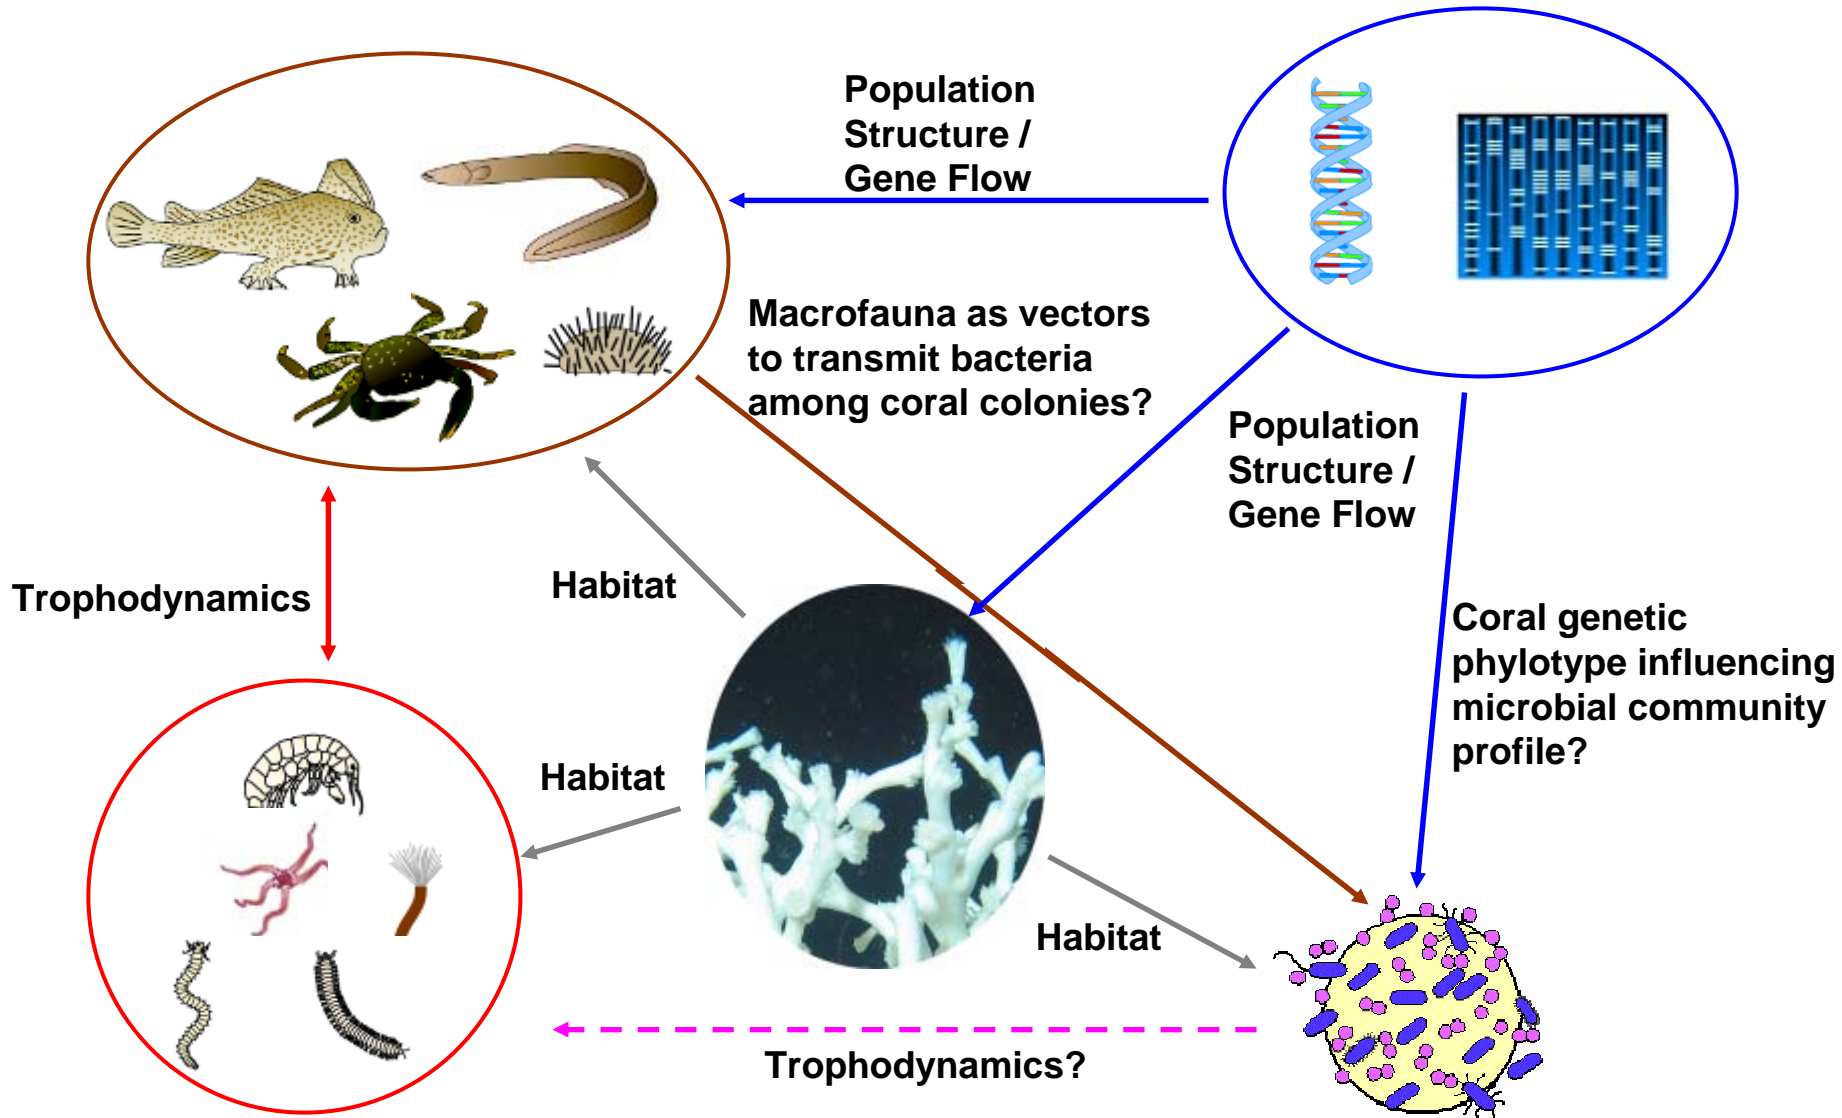 Population
Structure /
Gene Flow
Macrofauna as vectors
to transmit bacteria
among coral colonies?
Population
Structure /
Gene Flow
Trophodynamics
Habitat
Coral genetic
phylotype influencing
microbial community
profile?
Habitat
Habitat
Trophodynamics?